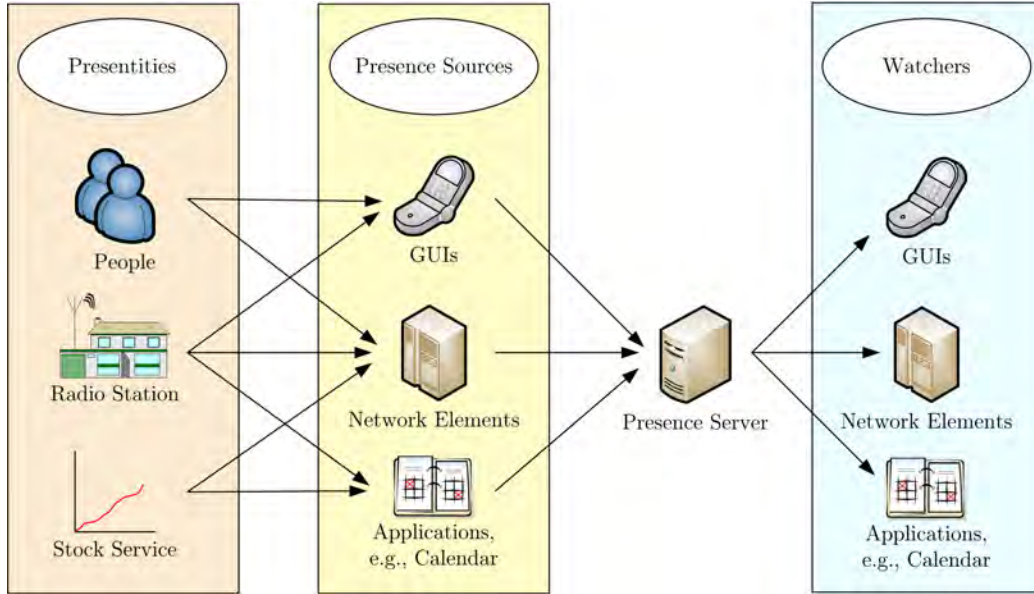 Presentities
Presence Sources
Watchers
People
GUIs
GUIs
Radio Station
Network Elements
Presence Server
Network Elements
Stock Service
Applications,
e.g., Calendar
Applications,
e.g., Calendar